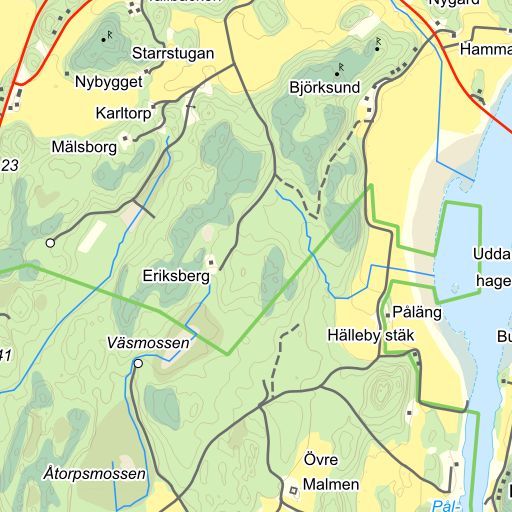 Nygård
Hamma
Starrstugan
Nybygget
Björksund
Karltorp
Mälsborg
23
Udda
hage
Eriksberg
Påläng
Väsmossen
Hälleby stäk
Bu
41
Åtorpsmossen
Övre
Malmen
Pål-